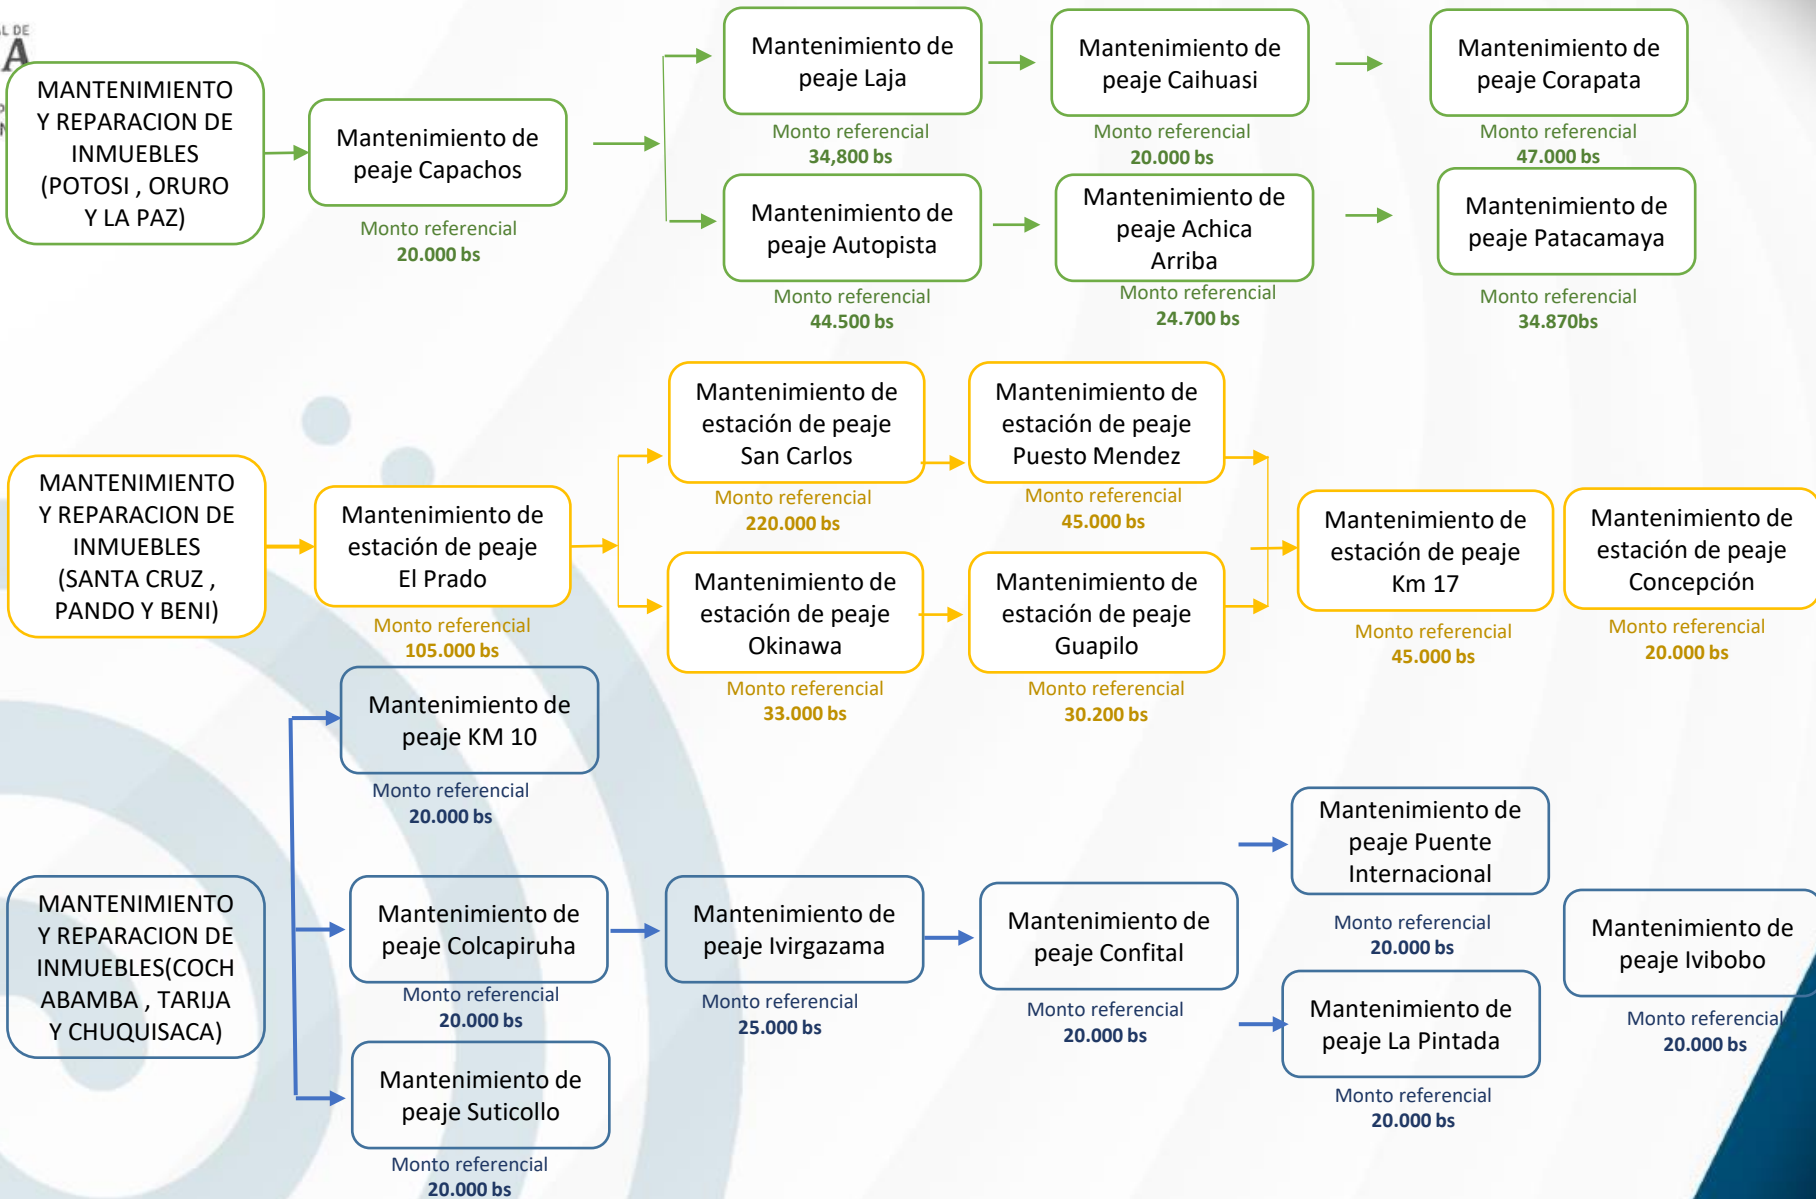 AL DE
A
MANTENIMIENTO
Y REPARACION DE
INMUEBLES
(POTOSI , ORURO
Y LA PAZ)
Mantenimiento de
peaje Capachos
Monto referencial
20.000 bs
Mantenimiento de
peaje Laja
Monto referencial
34,800 bs
Mantenimiento de
peaje Caihuasi
Monto referencial
20.000 bs
Mantenimiento de
peaje Corapata
Monto referencial
47.000 bs
Mantenimiento de
peaje Autopista
Monto referencial
44.500 bs
Mantenimiento de
peaje Achica
Arriba
Monto referencial
24.700 bs
Mantenimiento de
peaje Patacamaya
Monto referencial
34.870bs
MANTENIMIENTO
Y REPARACION DE
INMUEBLES
(SANTA CRUZ ,
PANDO Y BENI)
Mantenimiento de
estación de peaje
El Prado
Monto referencial
105.000 bs
Mantenimiento de
estación de peaje
San Carlos
Monto referencial
220.000 bs
Mantenimiento de
estación de peaje
Puesto Mendez
Monto referencial
45.000 bs
Mantenimiento de
estación de peaje
Okinawa
Monto referencial
33.000 bs
Mantenimiento de
estación de peaje
Guapilo
Monto referencial
30.200 bs
Mantenimiento de
estación de peaje
Km 17
Monto referencial
45.000 bs
Mantenimiento de
estación de peaje
Concepción
Monto referencial
20.000 bs
MANTENIMIENTO
Y REPARACION DE
INMUEBLES(COCH
ABAMBA , TARIJA
Y CHUQUISACA)
Mantenimiento de
peaje KM 10
Monto referencial
20.000 bs
Mantenimiento de
peaje Colcapiruha
Monto referencial
20.000 bs
Mantenimiento de
peaje Suticollo
Monto referencial
20.000 bs
Mantenimiento de
peaje Ivirgazama
Monto referencial
25.000 bs
Mantenimiento de
peaje Confital
Monto referencial
20.000 bs
Mantenimiento de
peaje Puente
Internacional
Monto referencial
20.000 bs
Mantenimiento de
peaje La Pintada
Monto referencial
20.000 bs
Mantenimiento de
peaje Ivibobo
Monto referencial
20.000 bs